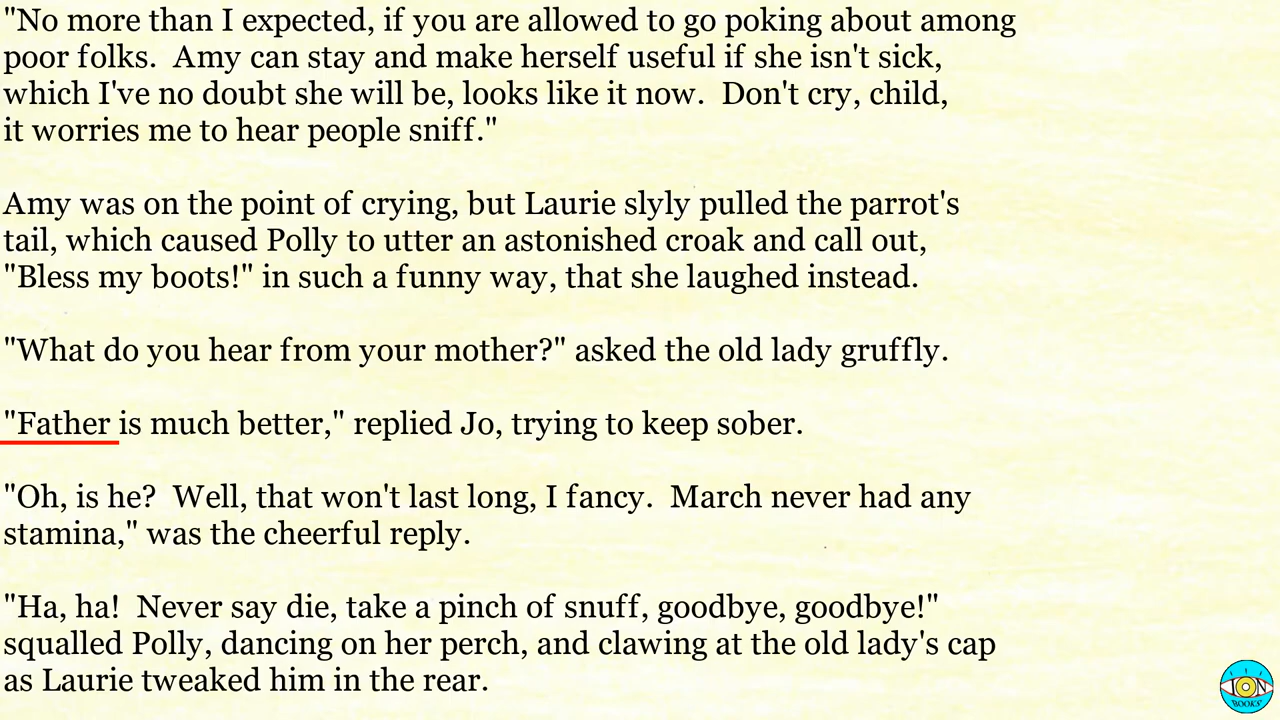 "No more than I expected, if you are allowed to go poking about among
poor folks.  Amy can stay and make herself useful if she isn't sick,
which I've no doubt she will be, looks like it now.  Don't cry, child,
it worries me to hear people sniff."
Amy was on the point of crying, but Laurie slyly pulled the parrot's
tail, which caused Polly to utter an astonished croak and call out,
"Bless my boots!" in such a funny way, that she laughed instead.
"What do you hear from your mother?" asked the old lady gruffly.
"Father is much better," replied Jo, trying to keep sober.
"Oh, is he?  Well, that won't last long, I fancy.  March never had any
stamina," was the cheerful reply.
"Ha, ha!  Never say die, take a pinch of snuff, goodbye, goodbye!"
squalled Polly, dancing on her perch, and clawing at the old lady's cap
as Laurie tweaked him in the rear.
ION
BOOKS